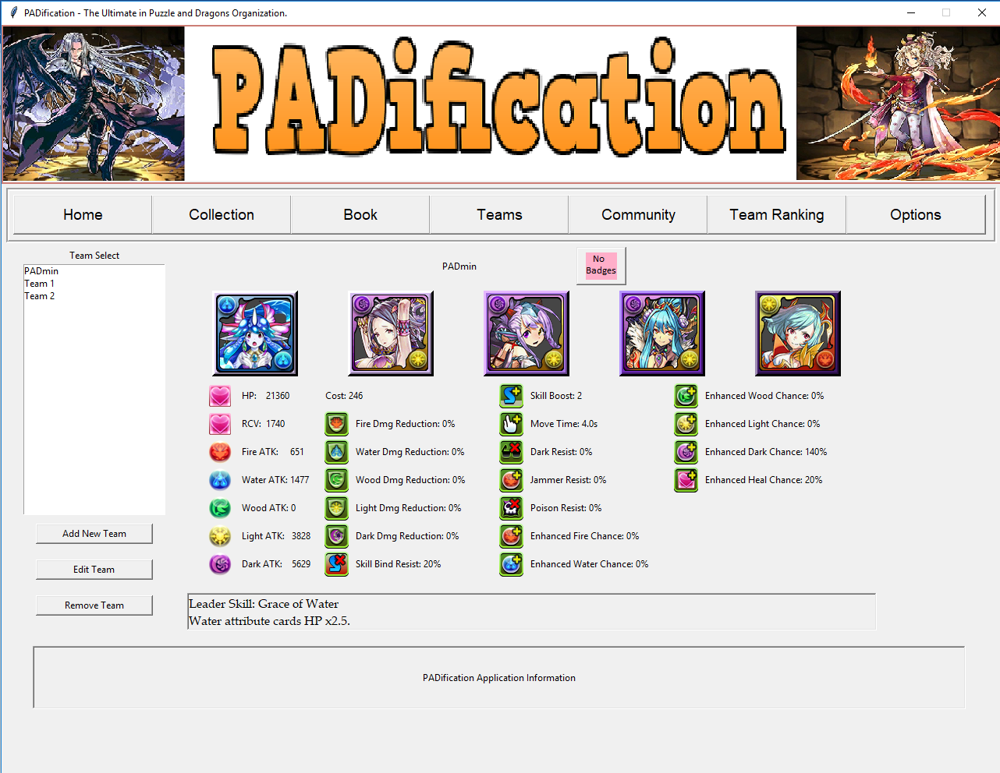 PADification - The Ultimate in Puzzle and Dragons Organization.
PADification
Home Collection Book Teams Community Team Ranking Options
Team Select
PADmin
Team 1
Team 2
Add New Team
Edit Team
Remove Team
PADmin
No
Badges
HP: 21360
RCV: 1740
Fire ATK: 651
Water ATK: 1477
Wood ATK: 0
Light ATK: 3828
Dark ATK: 5629
Cost: 246
Fire Dmg Reduction: 0%
Water Dmg Reduction: 0%
Wood Dmg Reduction: 0%
Light Dmg Reduction: 0%
Dark Dmg Reduction: 0%
Skill Bind Resist: 20%
Skill Boost: 2
Move Time: 4.0s
Dark Resist: 0%
Jammer Resist: 0%
Poison Resist: 0%
Enhanced Fire Chance: 0%
Enhanced Water Chance: 0%
Enhanced Wood Chance: 0%
Enhanced Light Chance: 0%
Enhanced Dark Chance: 140%
Enhanced Heal Chance: 20%
Leader Skill: Grace of Water
Water attribute cards HP x2.5.
PADification Application Information